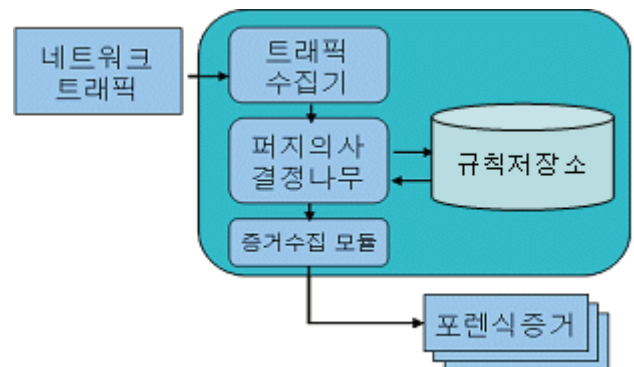 네트워크
트래픽
트래픽
수집기
퍼지의사
결정나무
규칙저장소
증거수집 모듈
포렌식증거